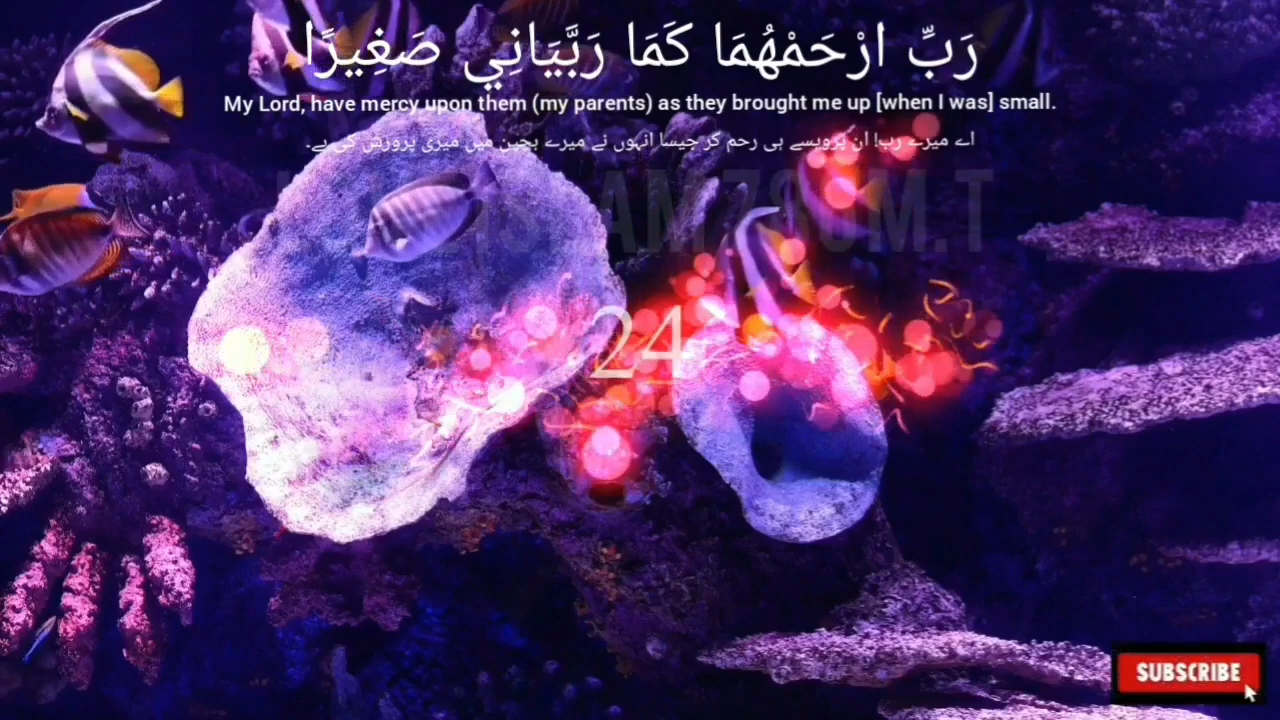 رَبِّ ارْحَمْهُمَا كَمَا رَبَّيَانِي صَغِيرًا
My Lord, have mercy upon them (my parents) as they brought me up [when I was] small.
اے میرے رب! ان پرویسے ہی رحم کر جیسا انہوں نے میرے بچپن میں میری پرورش کی ہے۔
24
SUBSCRIBE